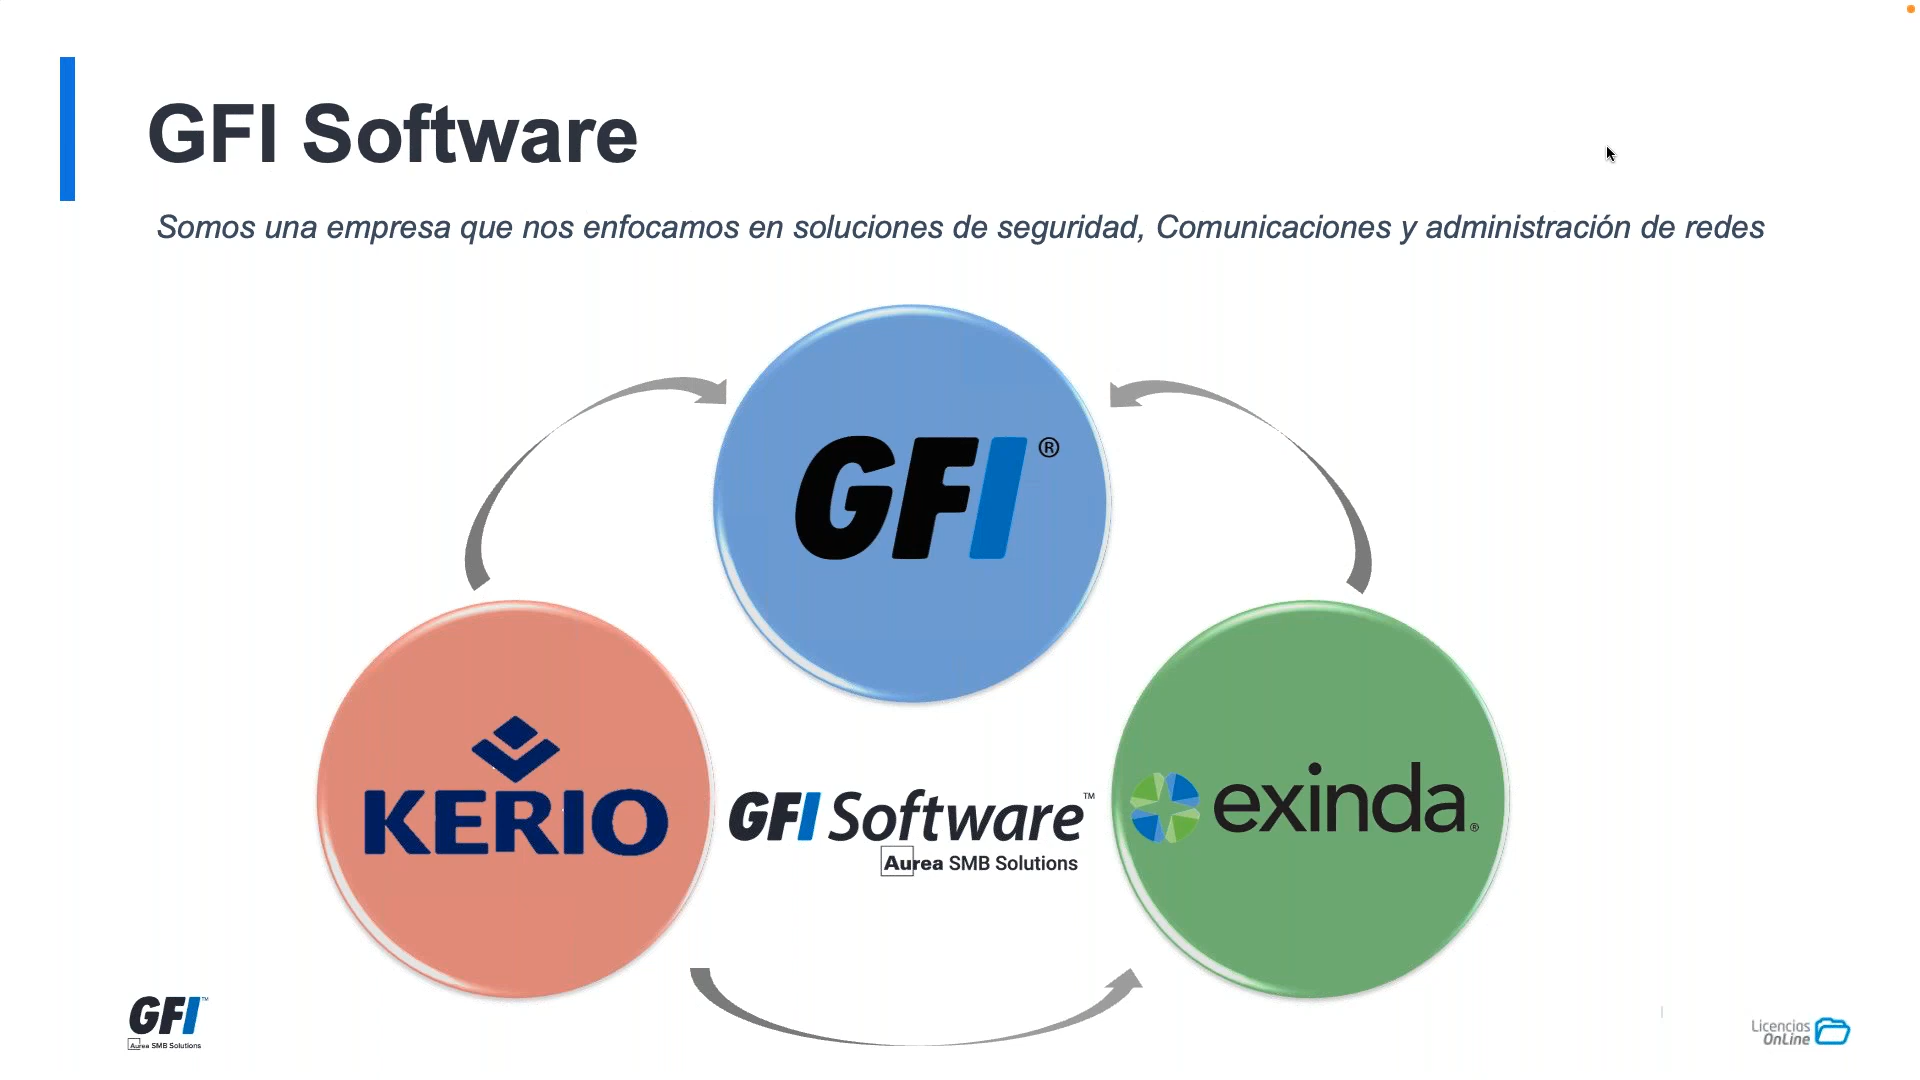 GFI Software
Somos una empresa que nos enfocamos en soluciones de seguridad, Comunicaciones y administración de redes
GFI®
KERIO
exinda®
GFI Software™
Aurea SMB Solutions
GFI™
Aurea SMB Solutions
Licencias
OnLine